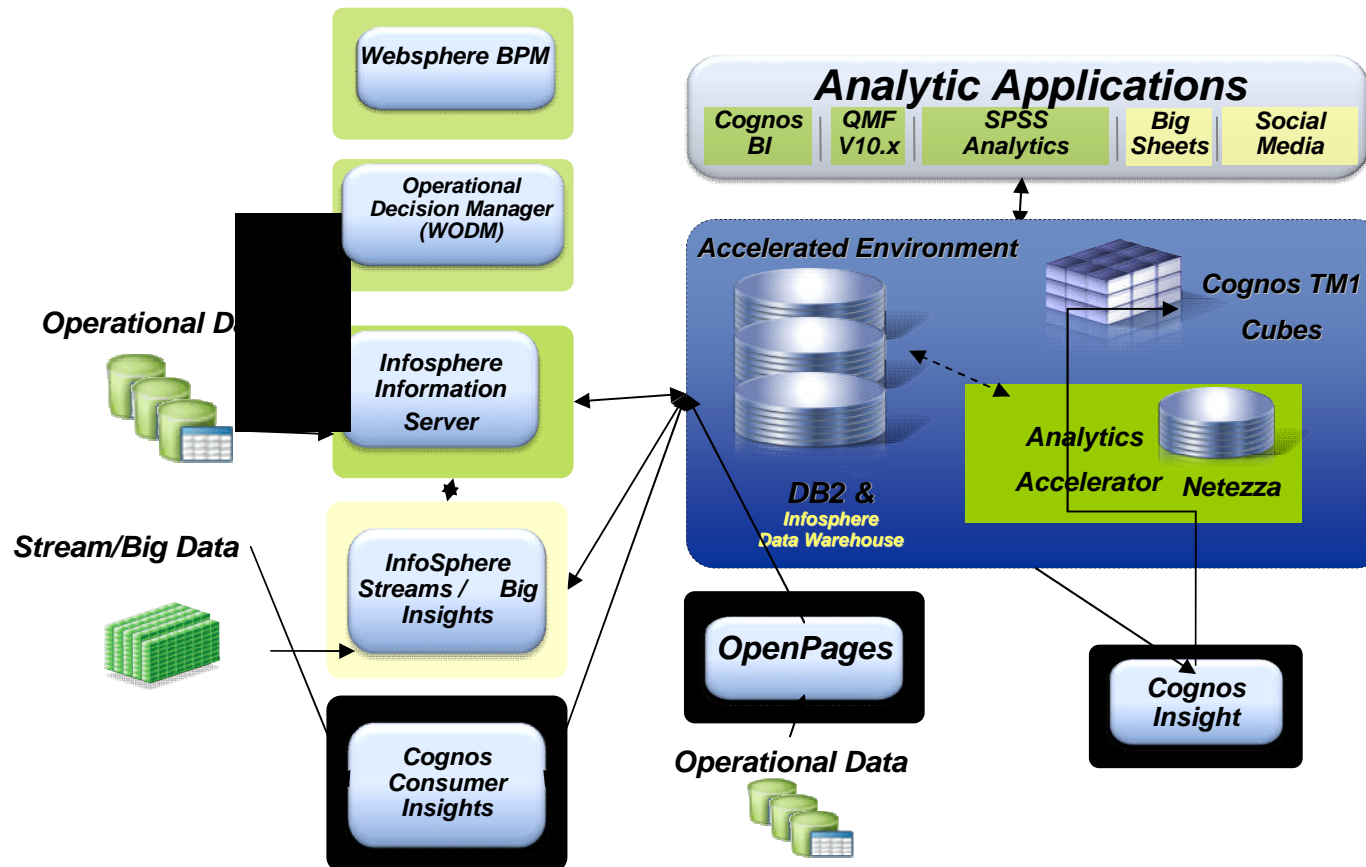 Websphere BPM
Operational
Decision Manager
(WODM)
Operational Da
Infosphere
Information
Server
Stream/Big Data
InfoSphere
Streams / Big
Insights
Cognos
Consumer
Insights
Analytic Applications
Cognos
BI
QMF
V10.x
SPSS
Analytics
Big
Sheets
Social
Media
Accelerated Environment
Cognos TM1
Cubes
DB2 &
Infosphere
Data Warehouse
Analytics
Accelerator
Netezza
OpenPages
Operational Data
Cognos
Insight